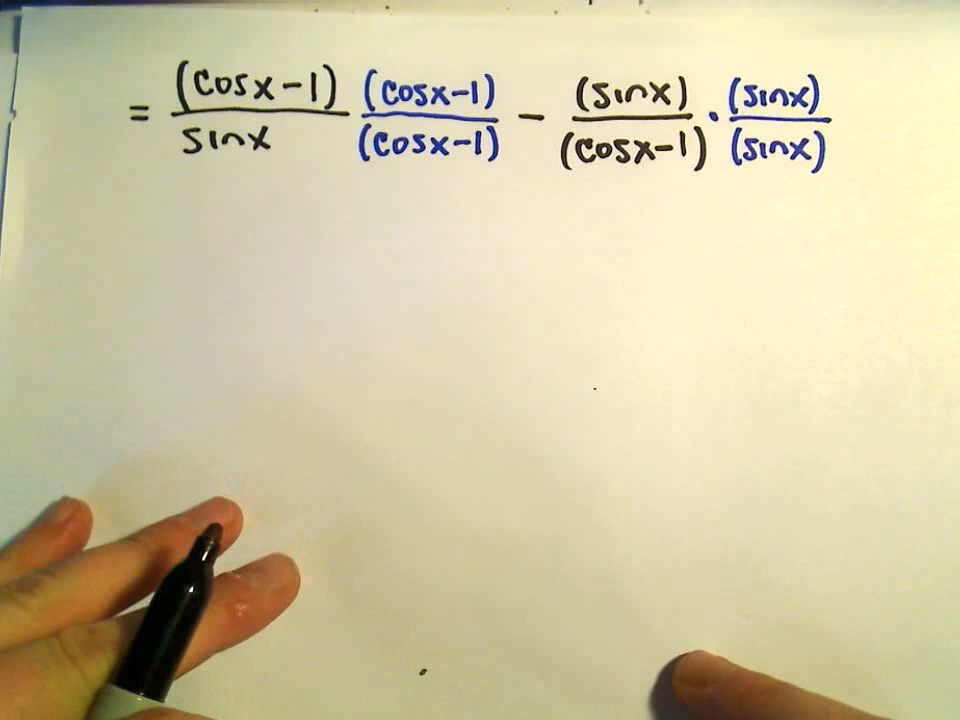 = (cosx-1)/sinx (cosx-1)/(cosx-1) - (sinx)/(cosx-1) · (sinx)/(sinx)